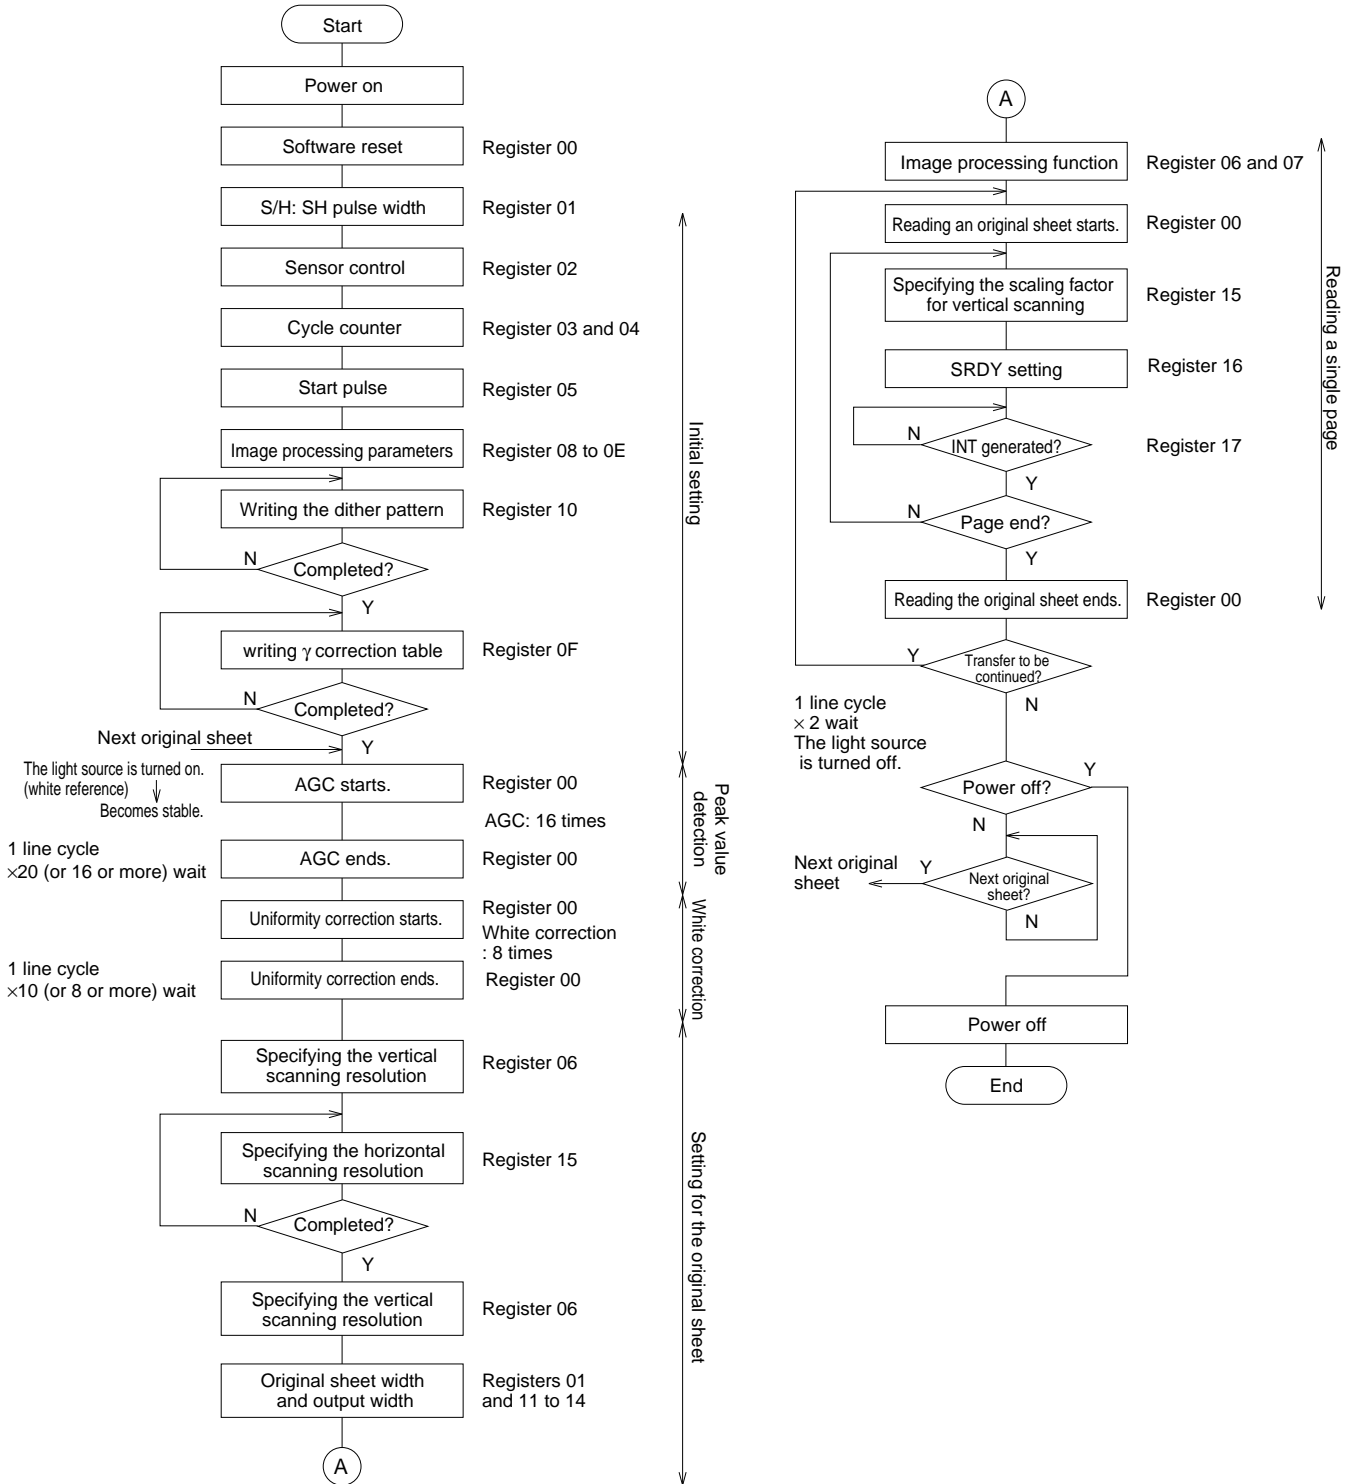 Start
Power on
Software reset
Register 00
S/H: SH pulse width
Register 01
Sensor control
Register 02
Cycle counter
Register 03 and 04
Start pulse
Register 05
Image processing parameters
Register 08 to 0E
Writing the dither pattern
Register 10
N
Completed?
Y
writing γ correction table
Register 0F
N
Completed?
Y
Initial setting
Next original sheet
The light source is turned on.
(white reference)
Becomes stable.
AGC starts.
Register 00
AGC: 16 times
1 line cycle
×20 (or 16 or more) wait
AGC ends.
Register 00
Peak value
detection
Uniformity correction starts.
Register 00
White correction
: 8 times
1 line cycle
×10 (or 8 or more) wait
Uniformity correction ends.
Register 00
White correction
Specifying the vertical
scanning resolution
Register 06
Specifying the horizontal
scanning resolution
Register 15
N
Completed?
Y
Specifying the vertical
scanning resolution
Register 06
Original sheet width
and output width
Registers 01
and 11 to 14
Setting for the original sheet
A
A
Image processing function
Register 06 and 07
Reading an original sheet starts.
Register 00
Specifying the scaling factor
for vertical scanning
Register 15
SRDY setting
Register 16
N
INT generated?
Register 17
Y
N
Page end?
Y
Reading the original sheet ends.
Register 00
Reading a single page
Y
Transfer to be
continued?
N
1 line cycle
× 2 wait
The light source
is turned off.
Power off?
Y
N
Next original
sheet
Y
Next original
sheet?
N
Power off
End